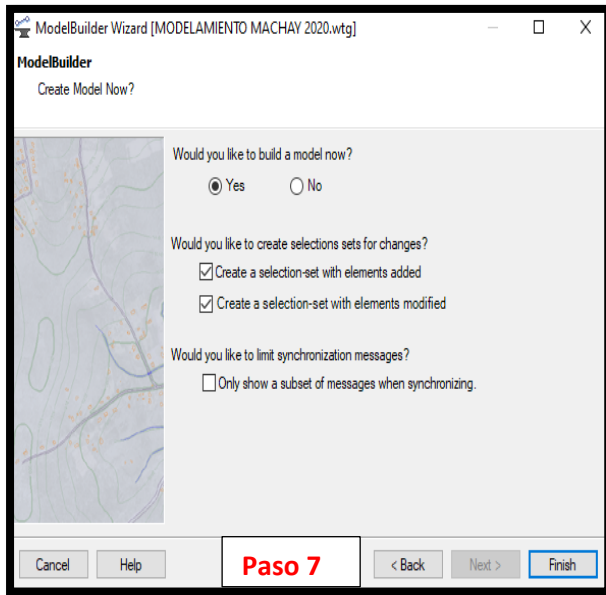 ModelBuilder Wizard [MODELAMIENTO MACHAY 2020.wtg]
ModelBuilder
Create Model Now?
Would you like to build a model now?
Yes No
Would you like to create selections sets for changes?
Create a selection-set with elements added
Create a selection-set with elements modified
Would you like to limit synchronization messages?
Only show a subset of messages when synchronizing.
Cancel Help Paso 7 < Back Next > Finish